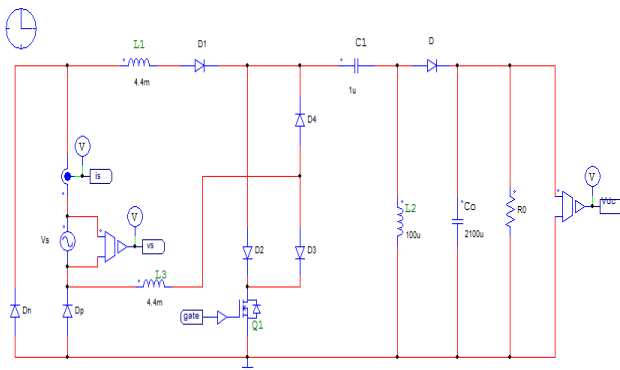 L1
D1
C1
D
4.4m
1u
D4
V
is
V
Vs
vs
L3
4.4m
D2
D3
L2
100u
Co
2100u
R0
V
Vdc
Dn
Dp
gate
Q1